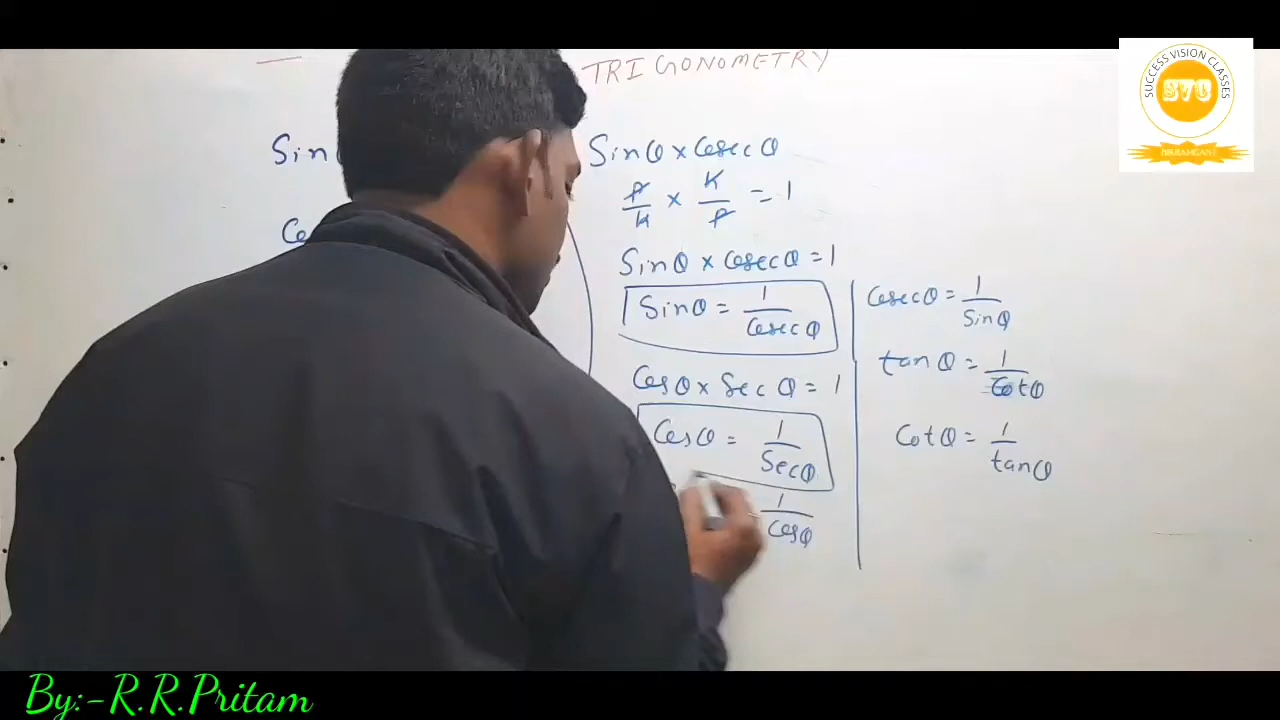 TRIGONOMETRY
SUCCESS VISION CLASSES
SVC
Sin
Sinθ × Cosecθ
P/K × K/P = 1
Sinθ × Cosecθ = 1
Sinθ = 1/Cosecθ
Cosθ × Secθ = 1
Cosθ = 1/Secθ
1/Cosθ
Cosecθ = 1/Sinθ
tanθ = 1/Cotθ
Cotθ = 1/tanθ
By:-R.R.Pritam